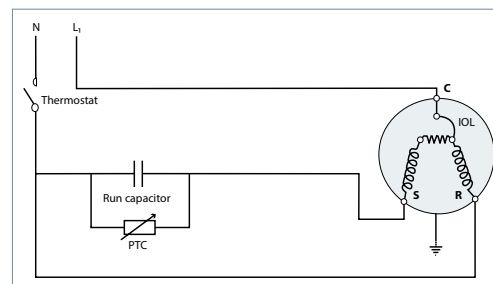 N
L₁
C
Thermostat
IOL
Run capacitor
S
R
PTC